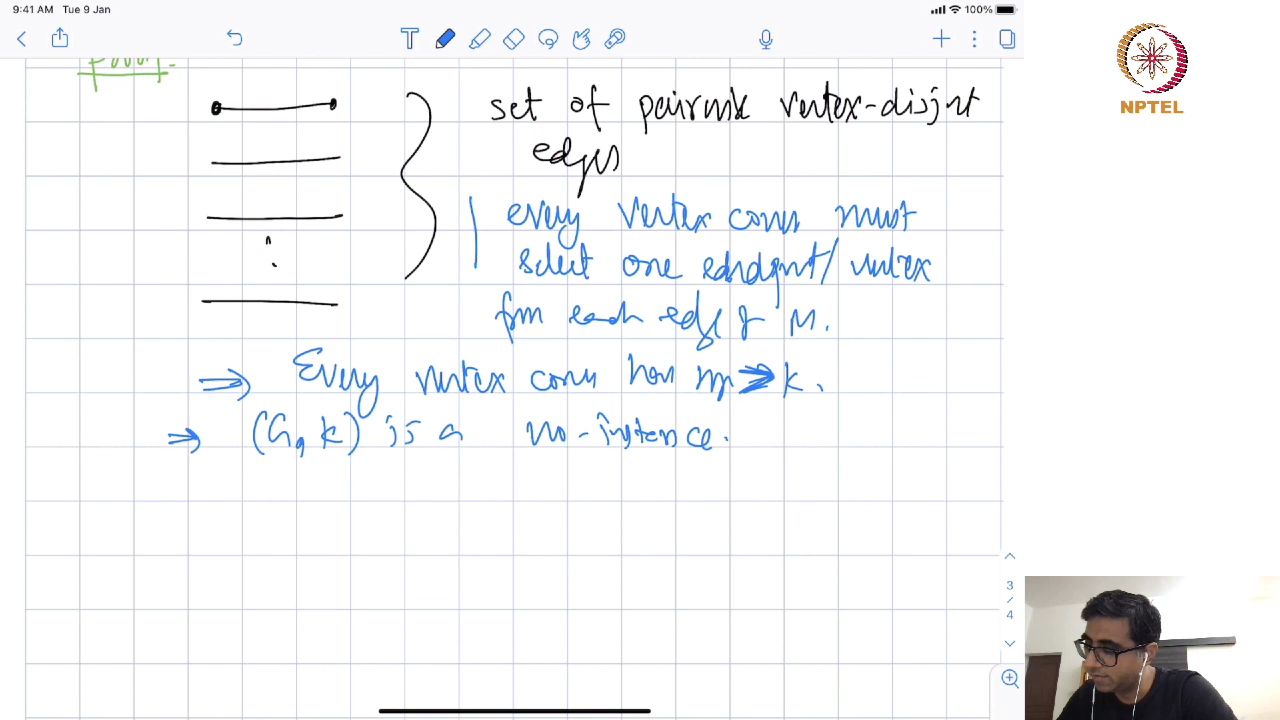 9:41 AM Tue 9 Jan
100%
NPTEL
Proof:
set of pairwise vertex-disjoint
edges
every vertex cover must
select one endpoint/vertex
from each edge of M.
⇒ Every vertex cover has > k.
⇒ (G, k) is a no-instance.
3
/
4